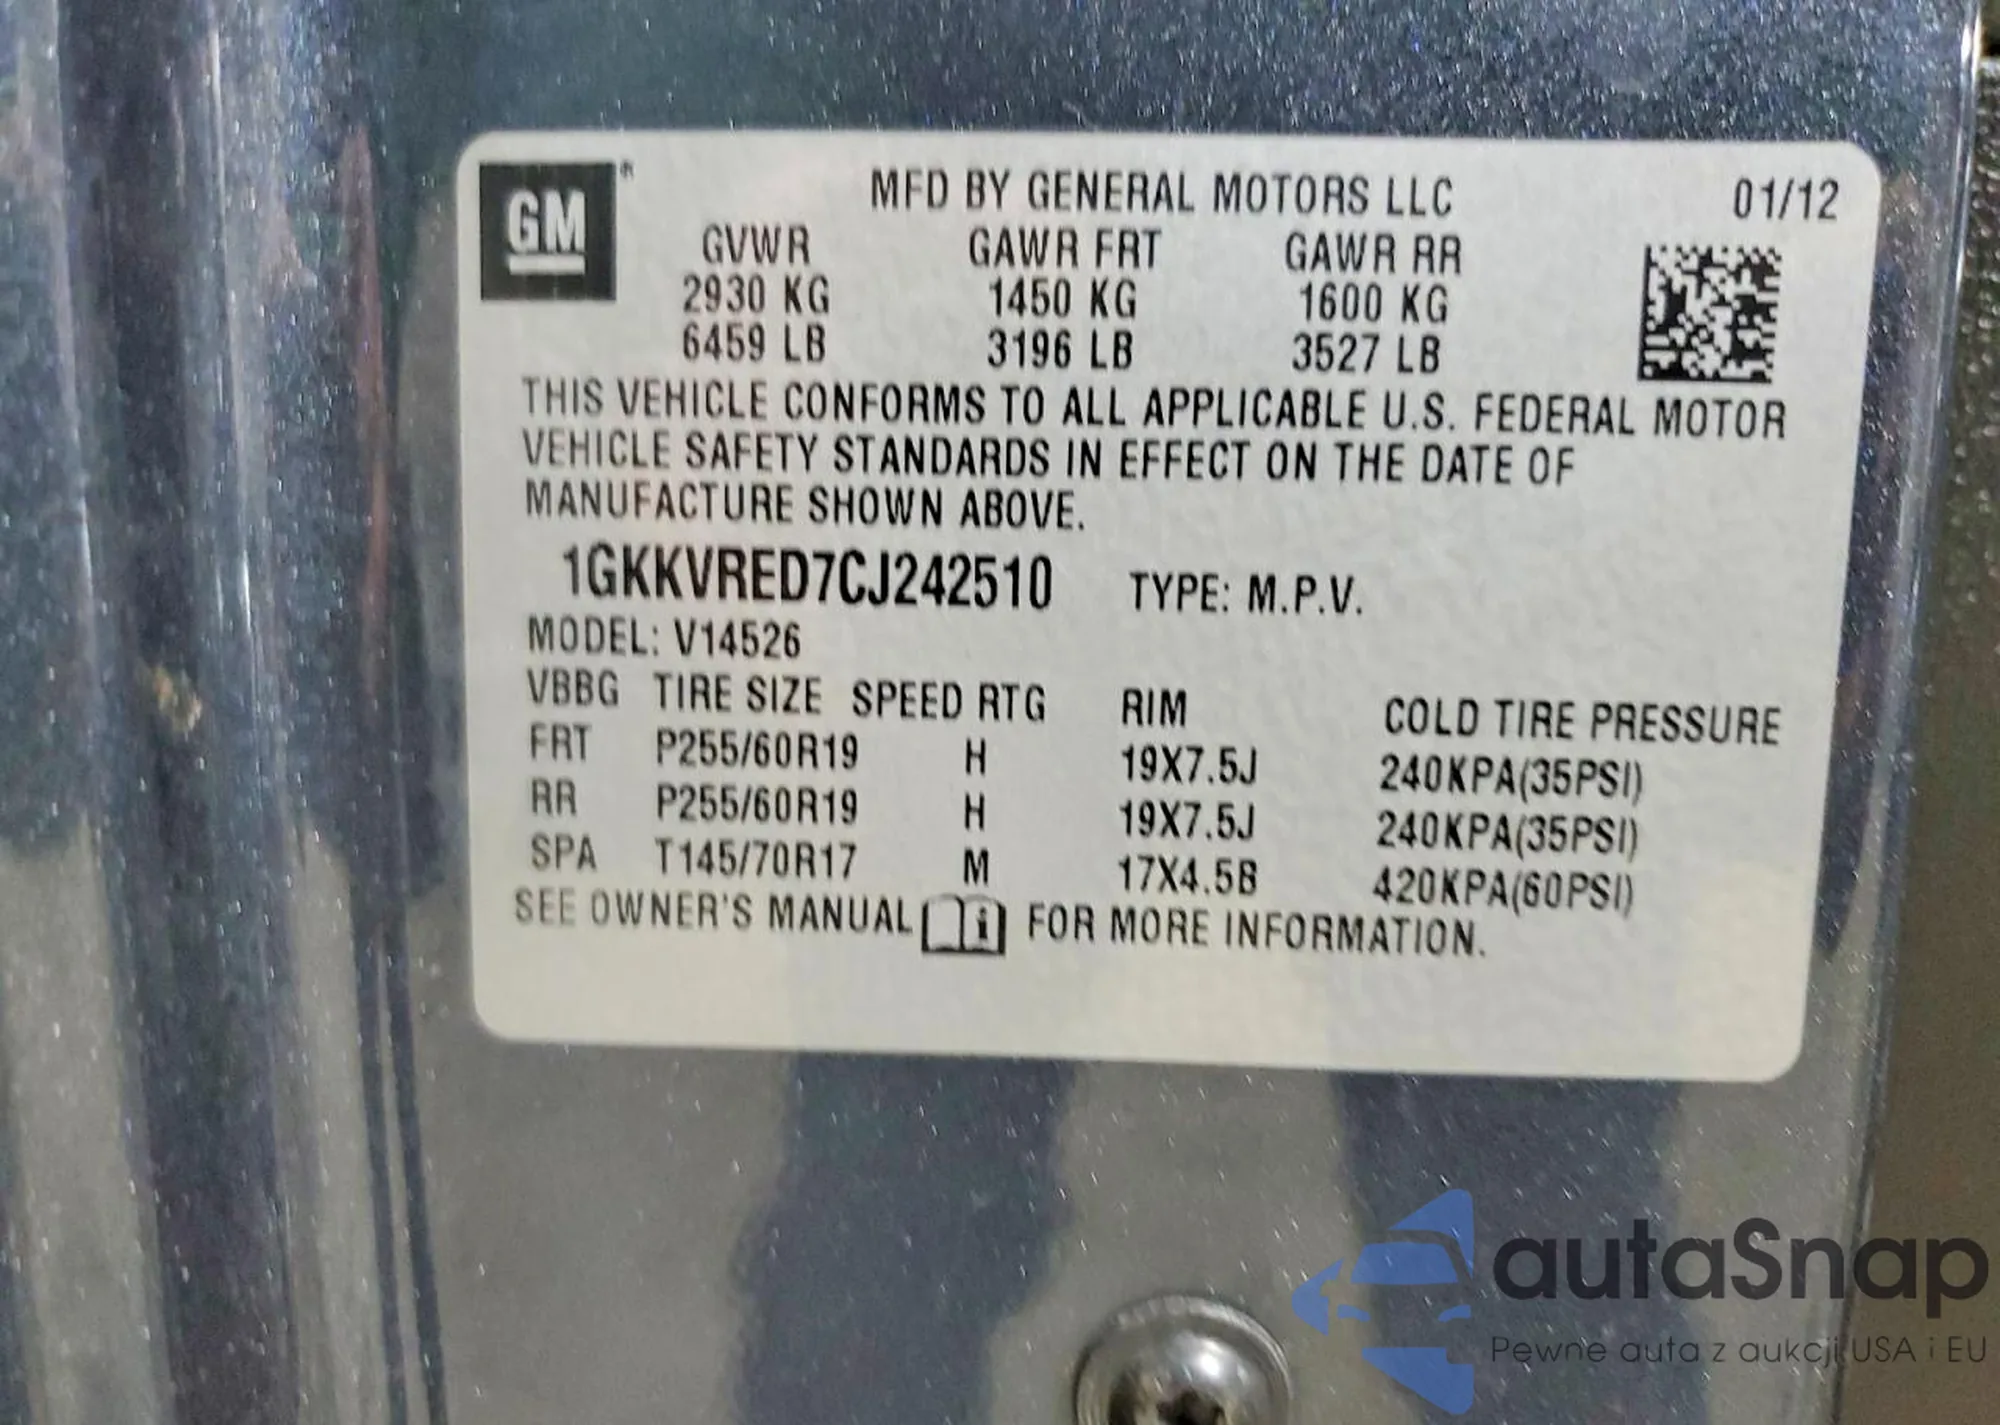 GM®
MFD BY GENERAL MOTORS LLC 01/12
GVWR GAWR FRT GAWR RR
2930 KG 1450 KG 1600 KG
6459 LB 3196 LB 3527 LB
THIS VEHICLE CONFORMS TO ALL APPLICABLE U.S. FEDERAL MOTOR
VEHICLE SAFETY STANDARDS IN EFFECT ON THE DATE OF
MANUFACTURE SHOWN ABOVE.
1GKKVRED7CJ242510 TYPE: M.P.V.
MODEL: V14526
VBBG TIRE SIZE SPEED RTG RIM COLD TIRE PRESSURE
FRT P255/60R19 H 19X7.5J 240KPA(35PSI)
RR P255/60R19 H 19X7.5J 240KPA(35PSI)
SPA T145/70R17 M 17X4.5B 420KPA(60PSI)
SEE OWNER'S MANUAL i FOR MORE INFORMATION.
autaSnap
Pewne auta z aukcji USA i EU